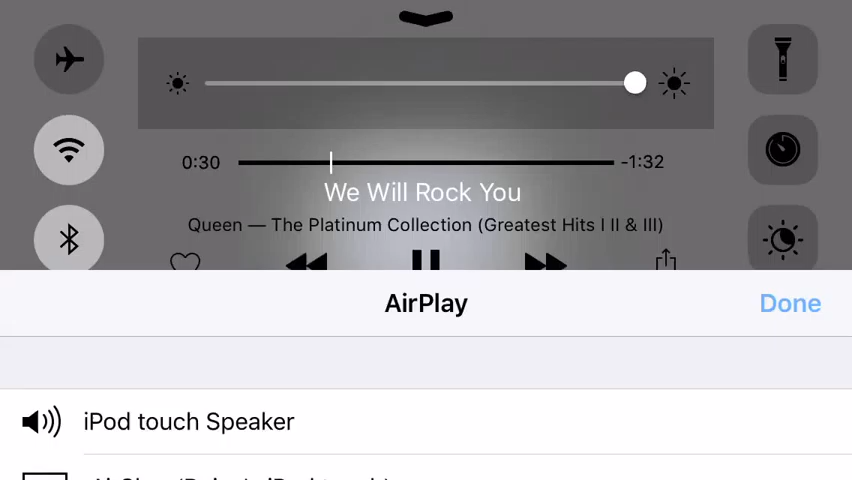 0:30
-1:32
We Will Rock You
Queen — The Platinum Collection (Greatest Hits I II & III)
AirPlay
Done
iPod touch Speaker